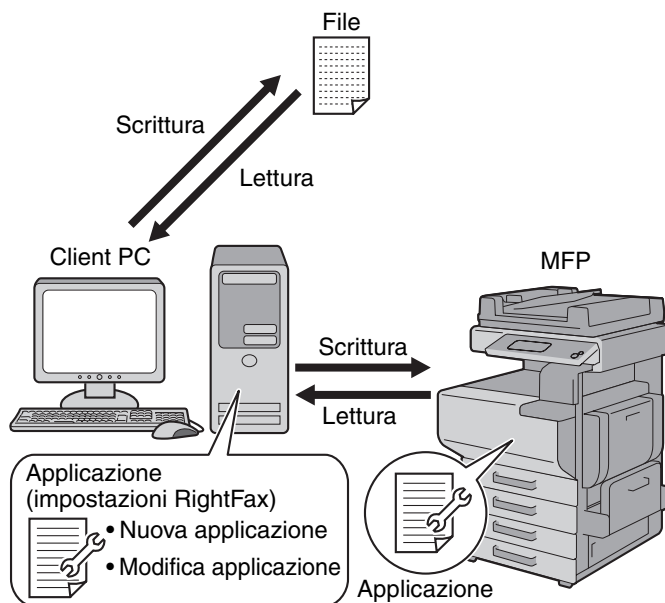 File
Scrittura
Lettura
Client PC
MFP
Scrittura
Lettura
Applicazione
(impostazioni RightFax)
• Nuova applicazione
• Modifica applicazione
Applicazione